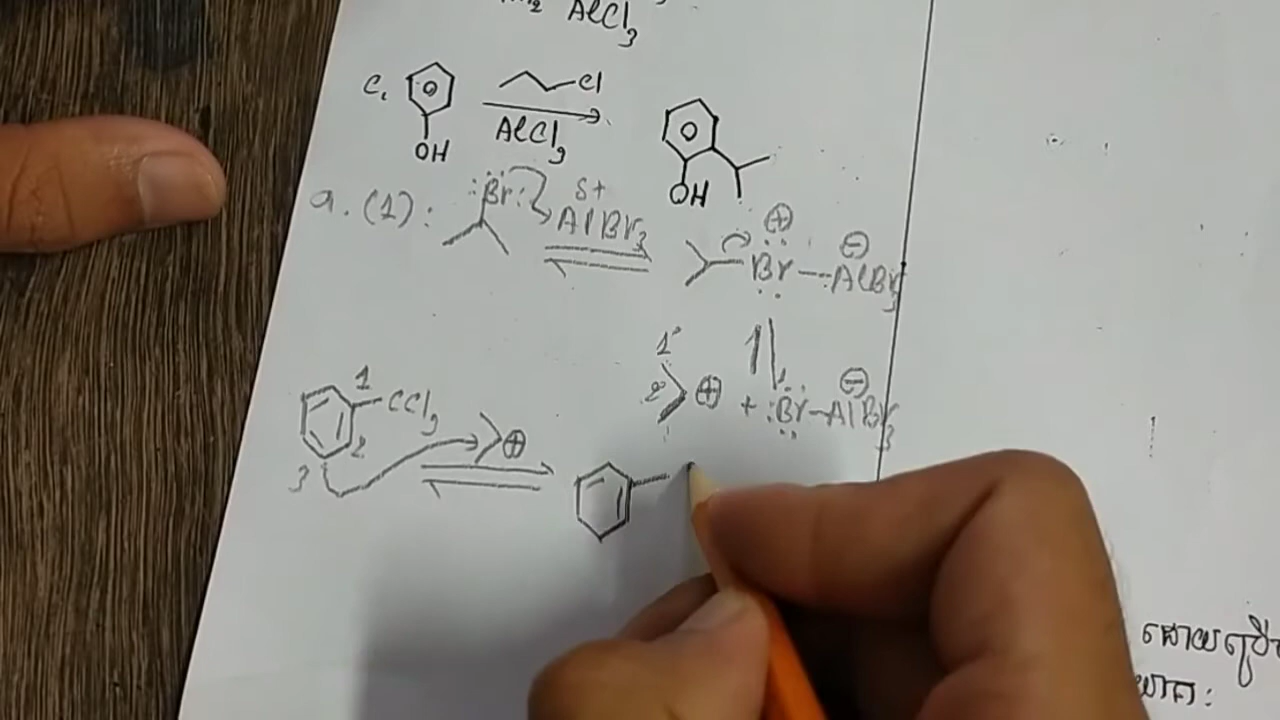 AlCl3
C. Cl
AlCl3
OH
OH
a. (1): :Br: δ+ AlBr3 ⊕ Br — ⊖ AlBr3
1° 2° ⊕ + :Br—AlBr3 ⊖
1 CCl3
2
3 ⊕